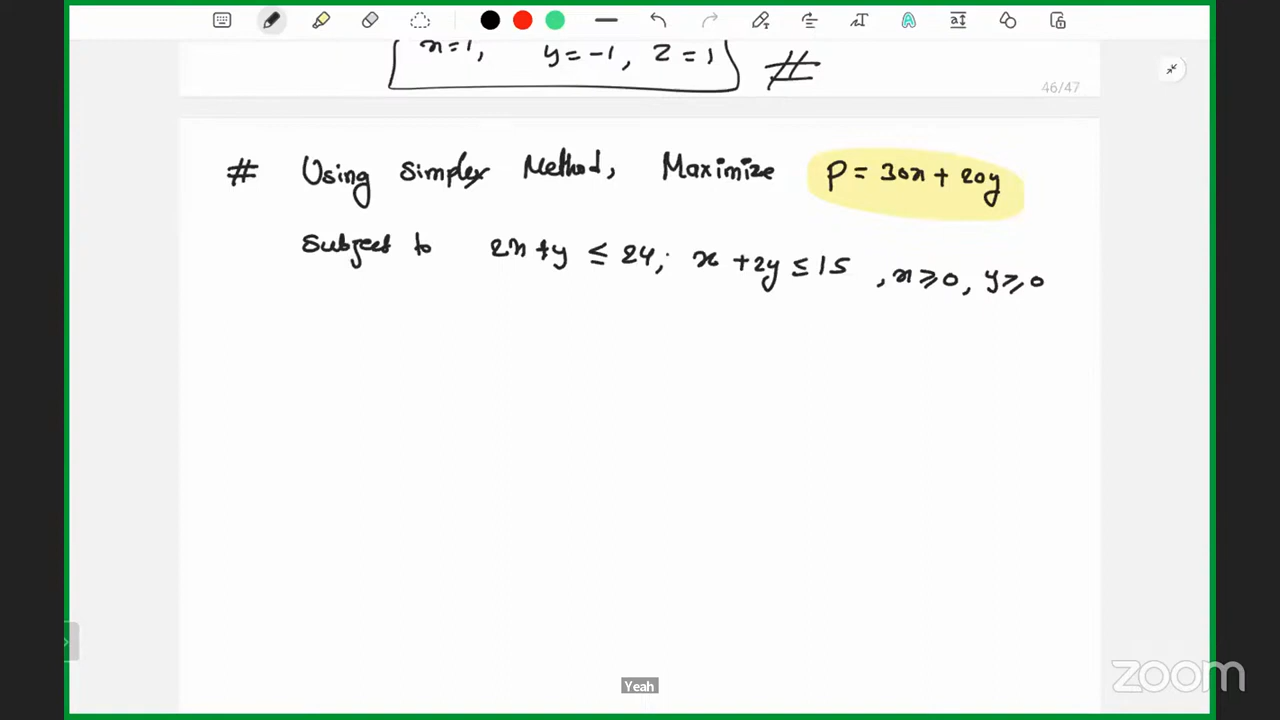 x=1, y=-1, z=1 #
46/47
# Using Simplex Method, Maximize P = 30x + 20y
Subject to 2x+y ≤ 24; x +2y ≤ 15 , x ≥ 0, y ≥ 0
Yeah
zoom